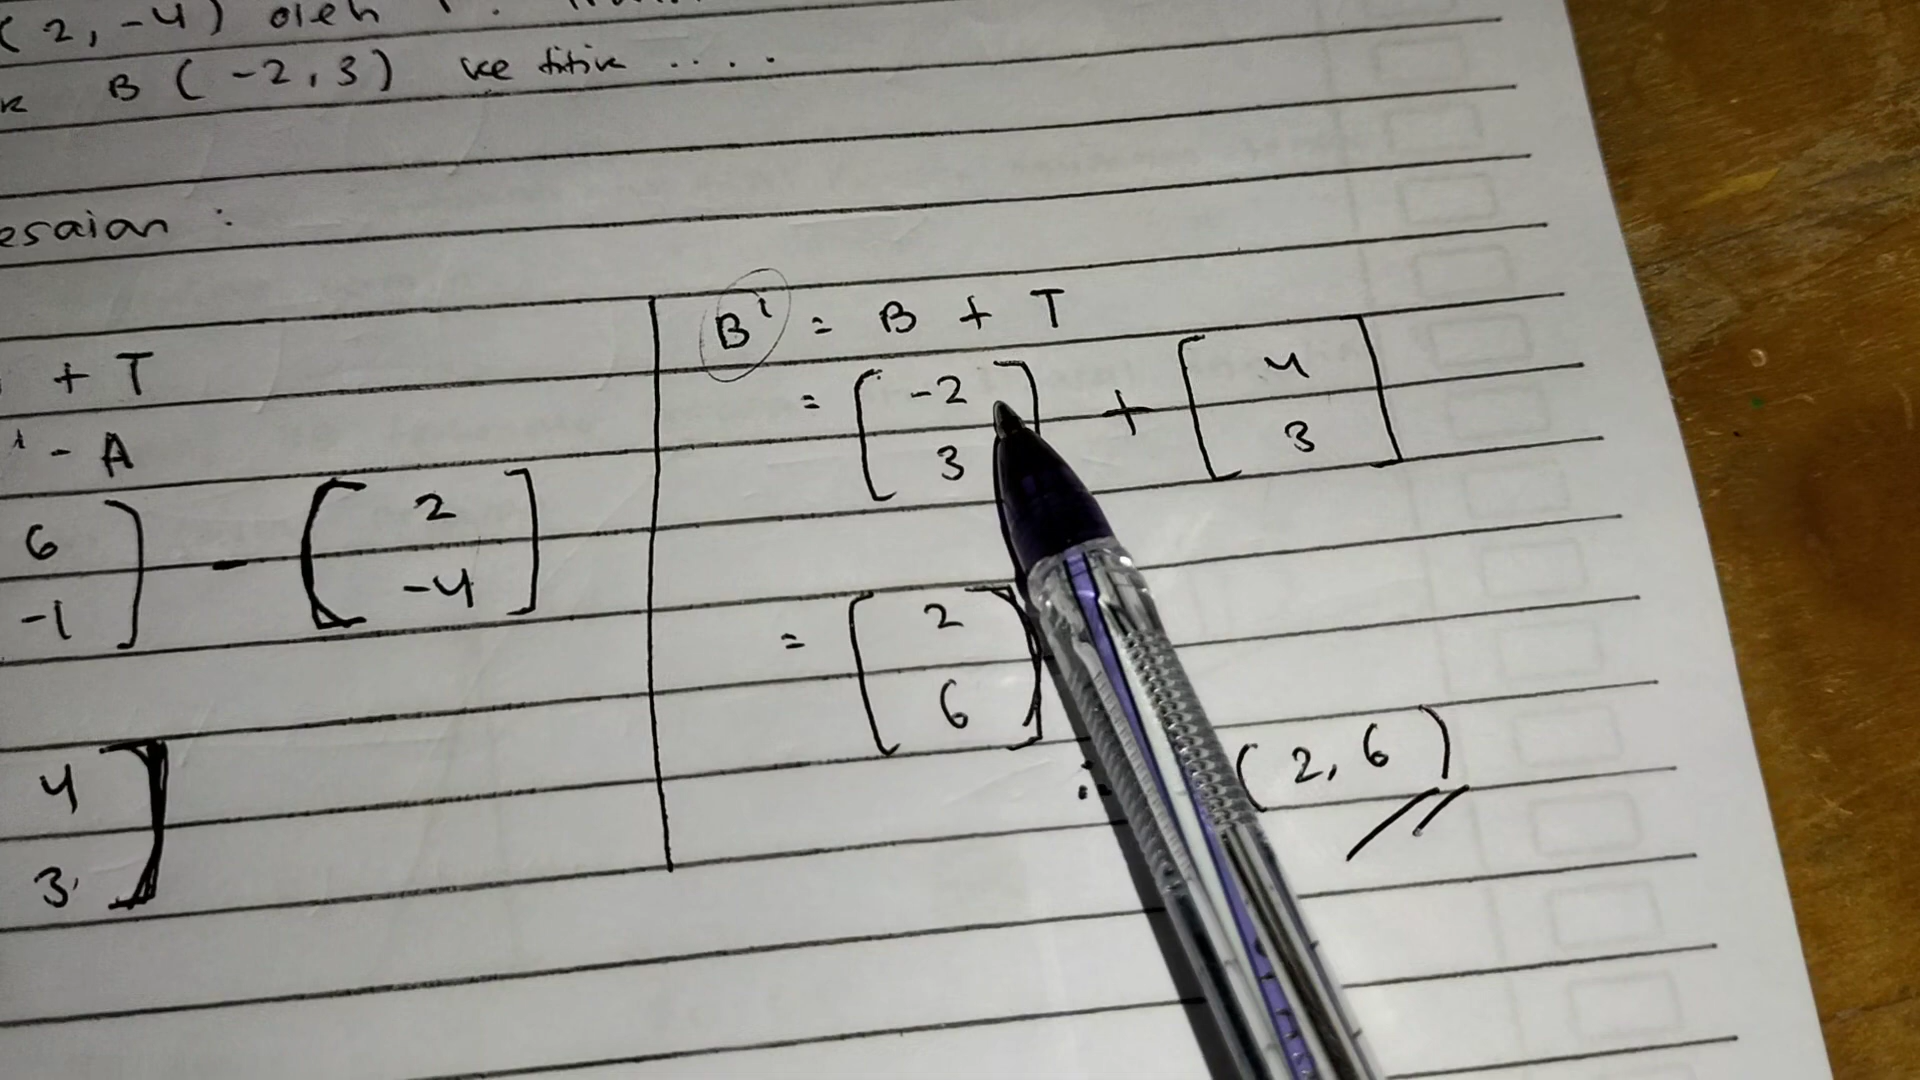 (2, -4) oleh
B (-2, 3) ke titik ....
esaian :
+ T
' - A
6 2
-1 - -4
4
3
B' = B + T
= [-2 3] + [4 3]
= [2 6]
∴ (2, 6)